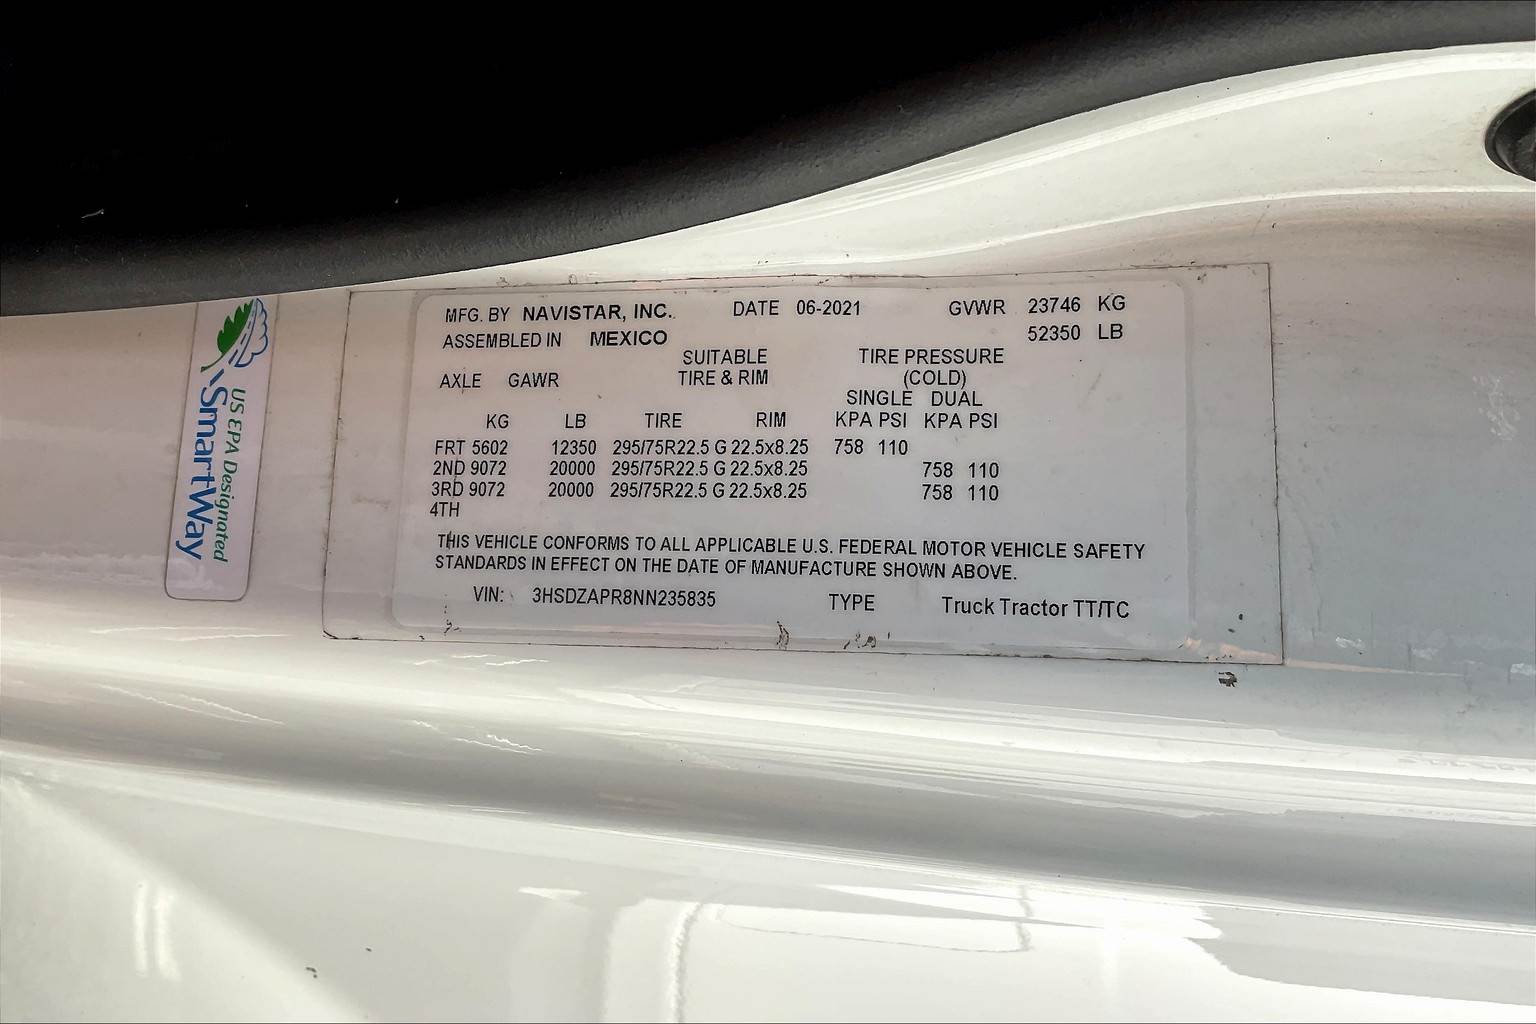 MFG. BY NAVISTAR, INC. DATE 06-2021 GVWR 23746 KG
ASSEMBLED IN MEXICO 52350 LB
SUITABLE TIRE PRESSURE
AXLE GAWR TIRE & RIM (COLD)
SINGLE DUAL
KG LB TIRE RIM KPA PSI KPA PSI
FRT 5602 12350 295/75R22.5 G 22.5x8.25 758 110
2ND 9072 20000 295/75R22.5 G 22.5x8.25 758 110
3RD 9072 20000 295/75R22.5 G 22.5x8.25 758 110
4TH
THIS VEHICLE CONFORMS TO ALL APPLICABLE U.S. FEDERAL MOTOR VEHICLE SAFETY
STANDARDS IN EFFECT ON THE DATE OF MANUFACTURE SHOWN ABOVE.
VIN: 3HSDZAPR8NN235835 TYPE Truck Tractor TT/TC
US EPA Designated
SmartWay